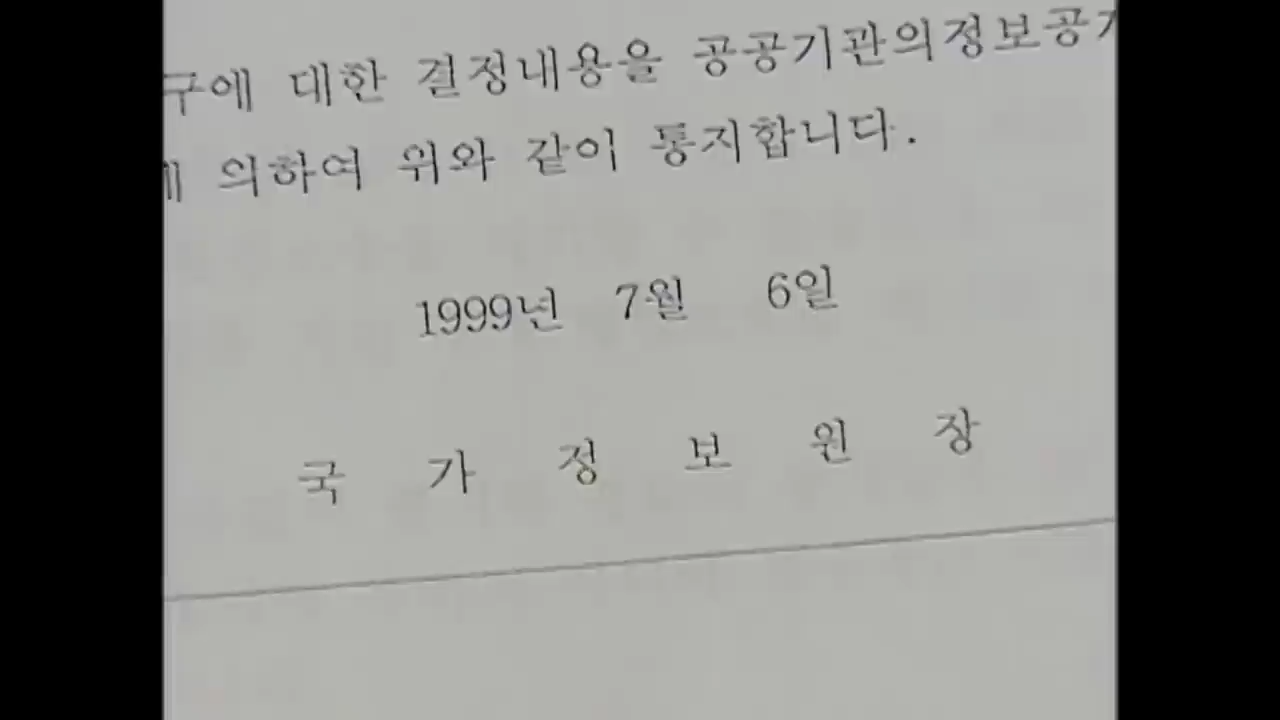 구에 대한 결정내용을 공공기관의정보공
의하여 위와 같이 통지합니다.
1999년 7월 6일
국 가 정 보 원 장